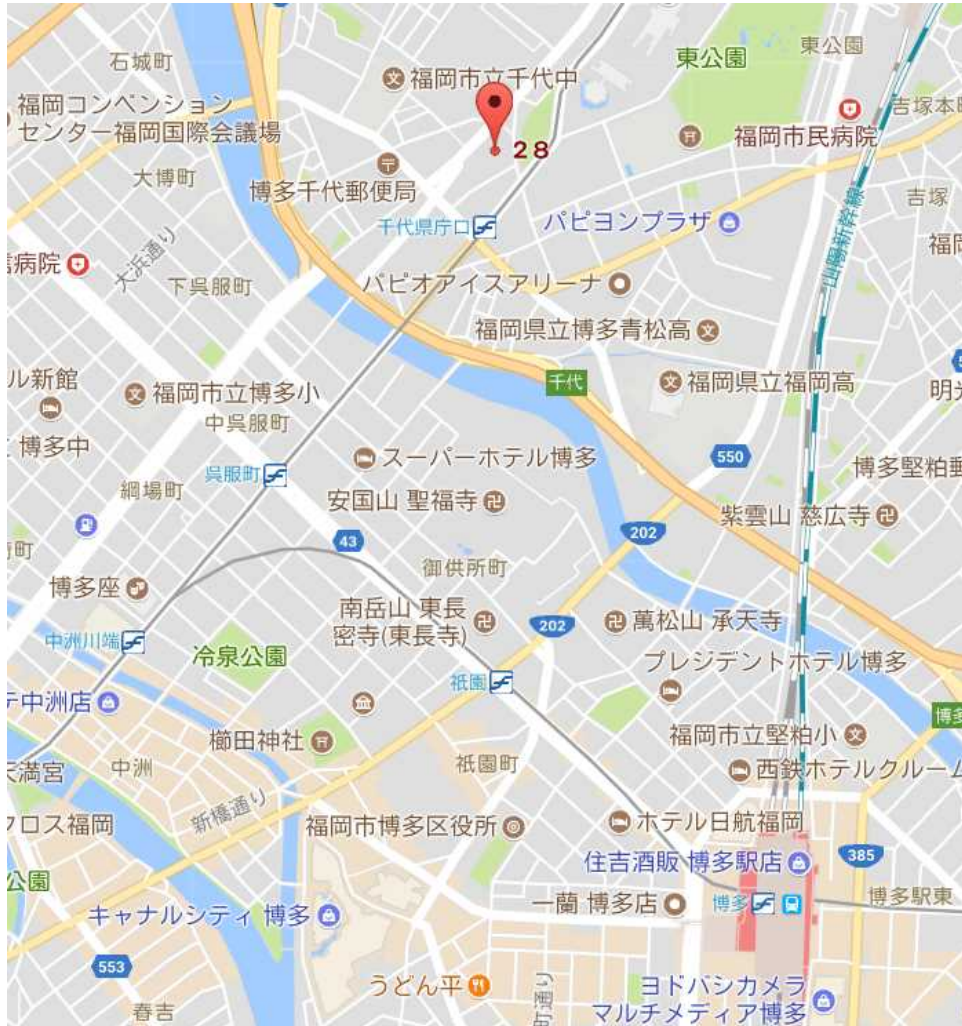 石城町
福岡市立千代中
東公園
東公園
吉塚本町
福岡コンベンション
センター福岡国際会議場
28
福岡市民病院
大博町
博多千代郵便局
吉塚
千代県庁口
パピヨンプラザ
大浜通り
病院
下呉服町
パピオアイスアリーナ
山陽新幹線
福岡県立博多青松高
ル新館
福岡市立博多小
千代
福岡県立福岡高
中呉服町
博多中
スーパーホテル博多
550
博多堅粕郵
呉服町
綱場町
安国山 聖福寺
紫雲山 慈広寺
202
43
御供所町
博多座
南岳山 東長
密寺(東長寺)
202
萬松山 承天寺
中洲川端
冷泉公園
プレジデントホテル博多
祇園
テ中洲店
博多
櫛田神社
福岡市立堅粕小
天満宮
中洲
祇園町
西鉄ホテルクルーム
新橋通り
クロス福岡
福岡市博多区役所
ホテル日航福岡
住吉酒販 博多駅店
385
公園
キャナルシティ 博多
一蘭 博多店
博多
博多駅東
553
うどん平
ヨドバシカメラ
マルチメディア博多
春吉
町通り